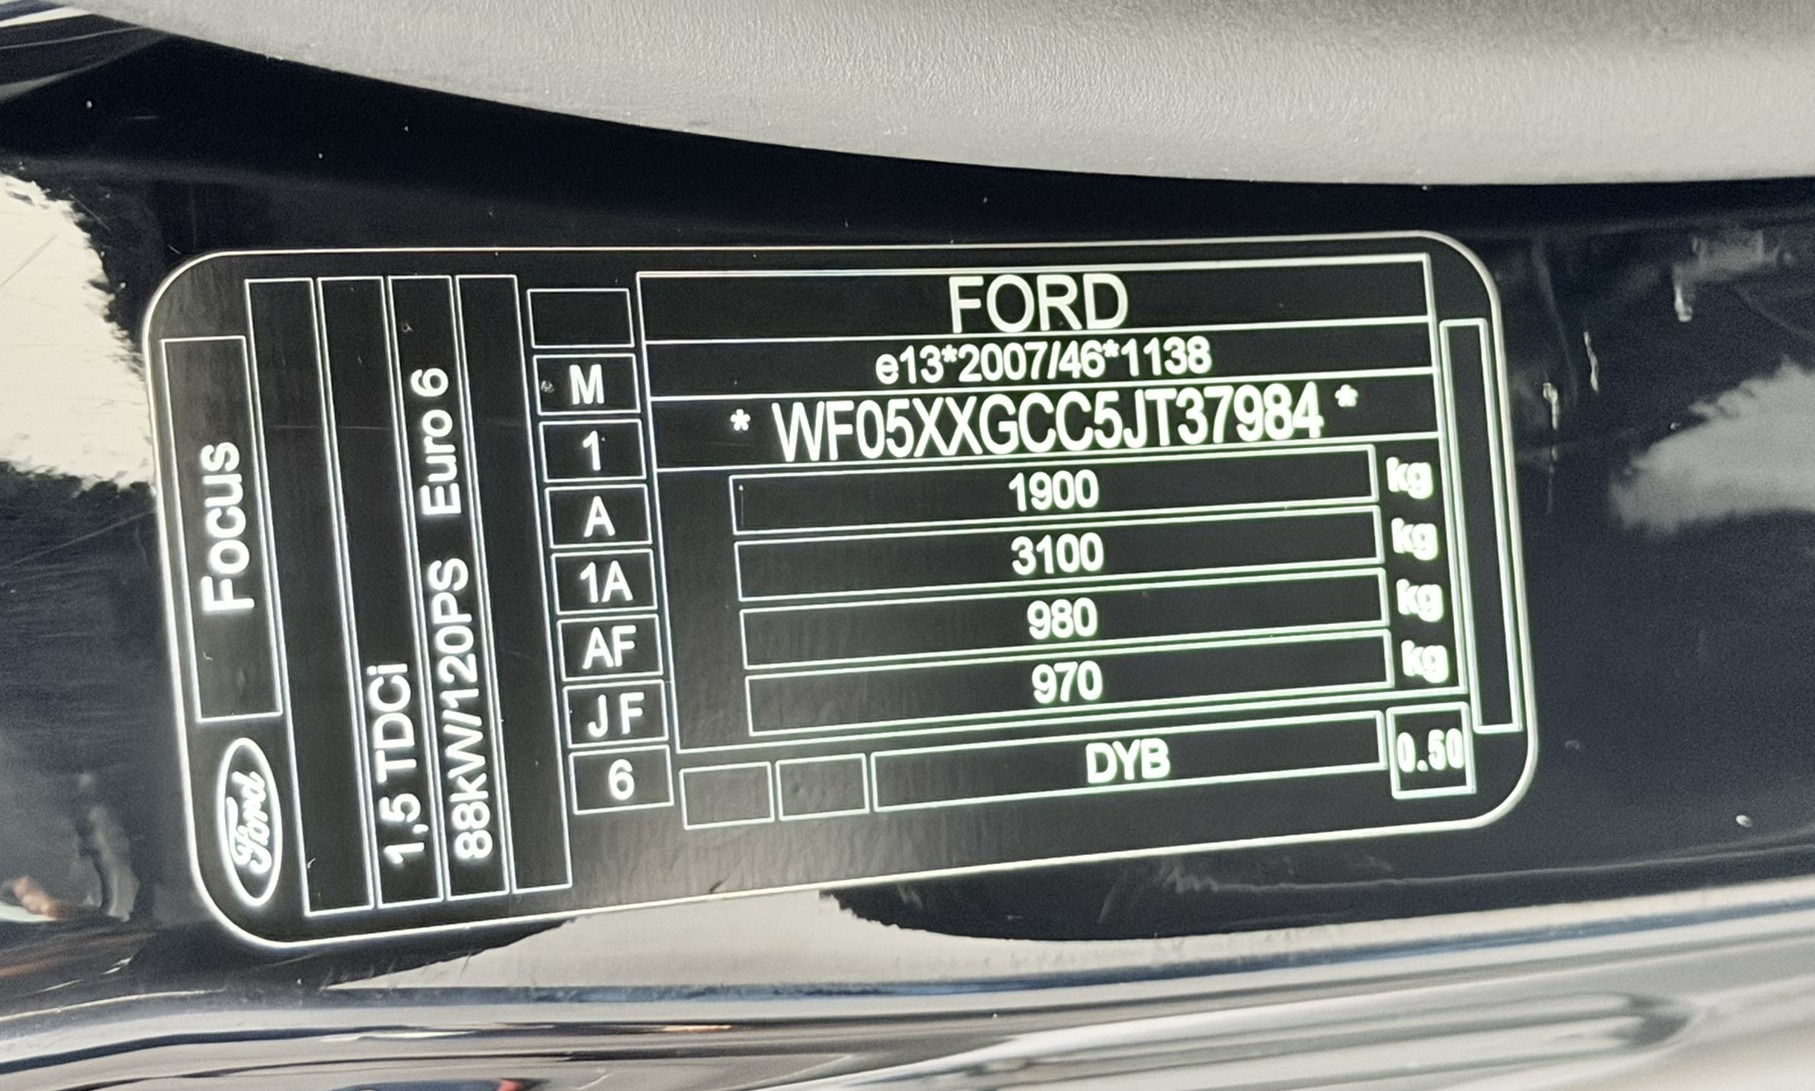 FORD
e13*2007/46*1138
* WF05XXGCC5JT37984 *
1900 kg
3100 kg
980 kg
970 kg
DYB 0.50
M
1
A
1A
AF
JF
6
Focus
Ford
1,5 TDCi
88kW/120PS Euro 6